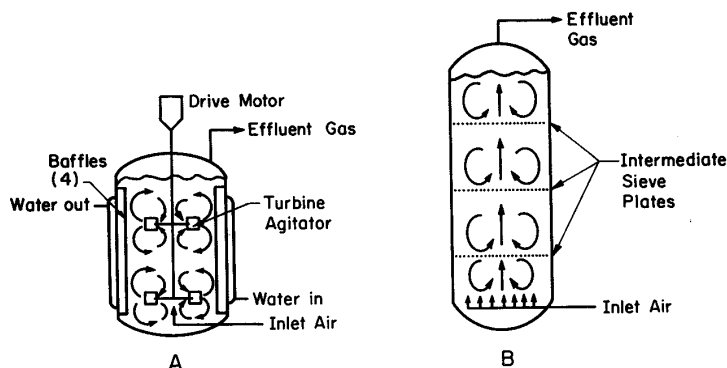 Drive Motor
Effluent Gas
Baffles
(4)
Water out
Turbine
Agitator
Water in
Inlet Air
A
Effluent
Gas
Intermediate
Sieve
Plates
Inlet Air
B